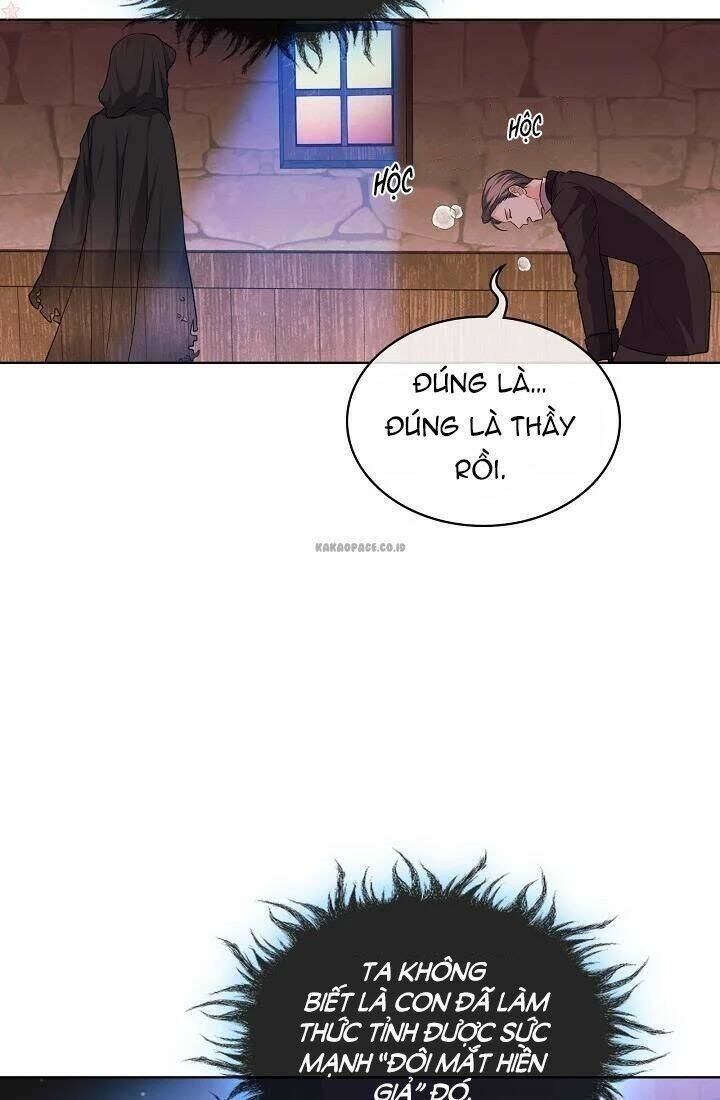 HỘC
HỘC
ĐÚNG LÀ...
ĐÚNG LÀ THẦY
RỒI.
KAKAOPAGE.CO.ID
TA KHÔNG
BIẾT LÀ CON ĐÃ LÀM
THỨC TỈNH ĐƯỢC SỨC
MẠNH "ĐÔI MẮT HIỀN
GIẢ" ĐÓ.